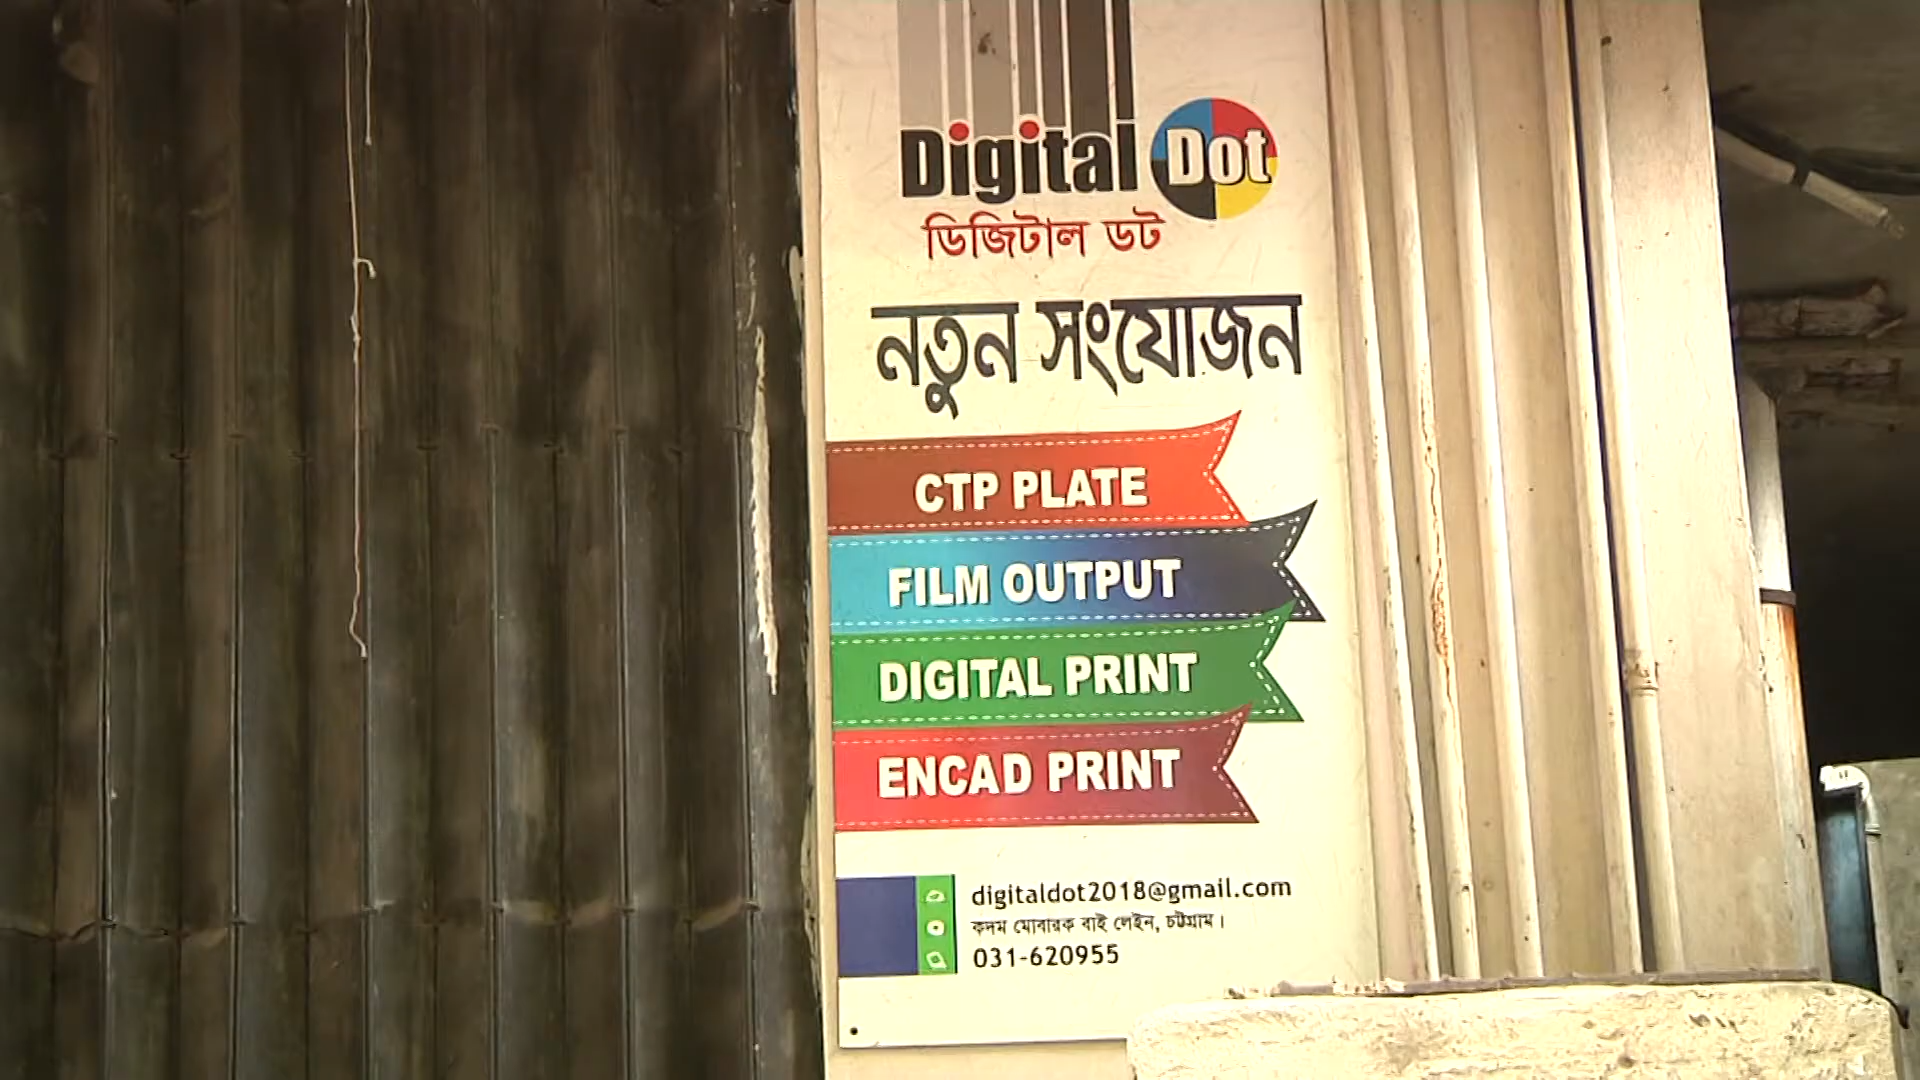 Digital Dot
ডিজিটাল ডট
নতুন সংযোজন
CTP PLATE
FILM OUTPUT
DIGITAL PRINT
ENCAD PRINT
digitaldot2018@gmail.com
কদম মোবারক বাই লেইন, চট্টগ্রাম।
031-620955